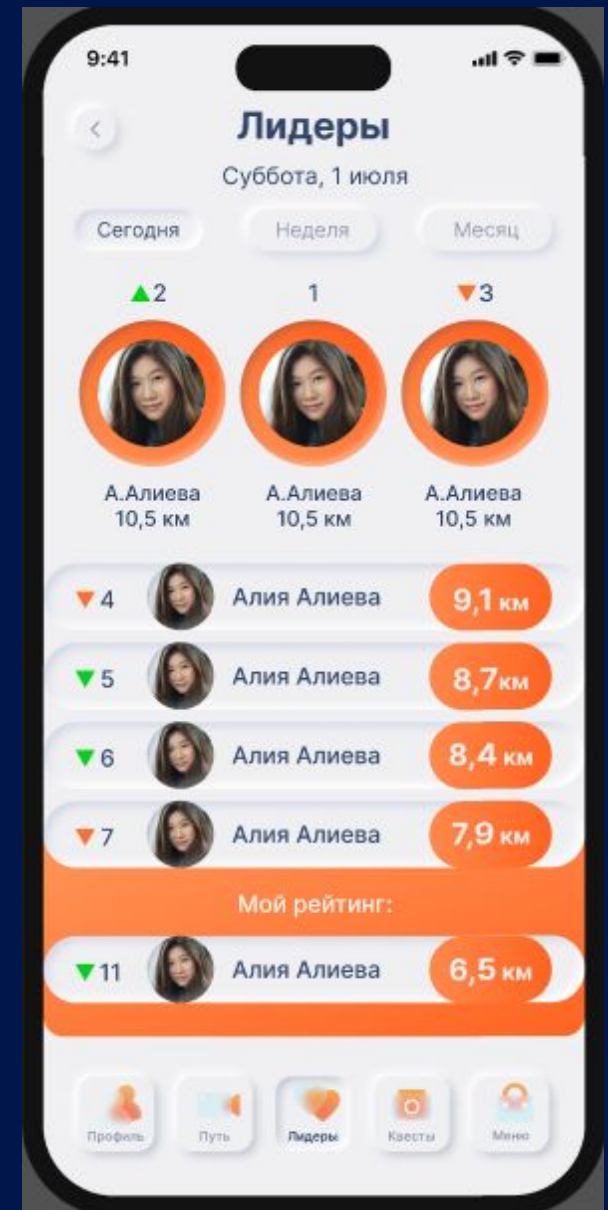 9:41
Лидеры
Суббота, 1 июля
Сегодня Неделя Месяц
2 1 3
А.Алиева А.Алиева А.Алиева
10,5 км 10,5 км 10,5 км
4 Алия Алиева 9,1 км
5 Алия Алиева 8,7км
6 Алия Алиева 8,4 км
7 Алия Алиева 7,9 км
Мой рейтинг:
11 Алия Алиева 6,5 км
Профиль Путь Лидеры Квесты Меню